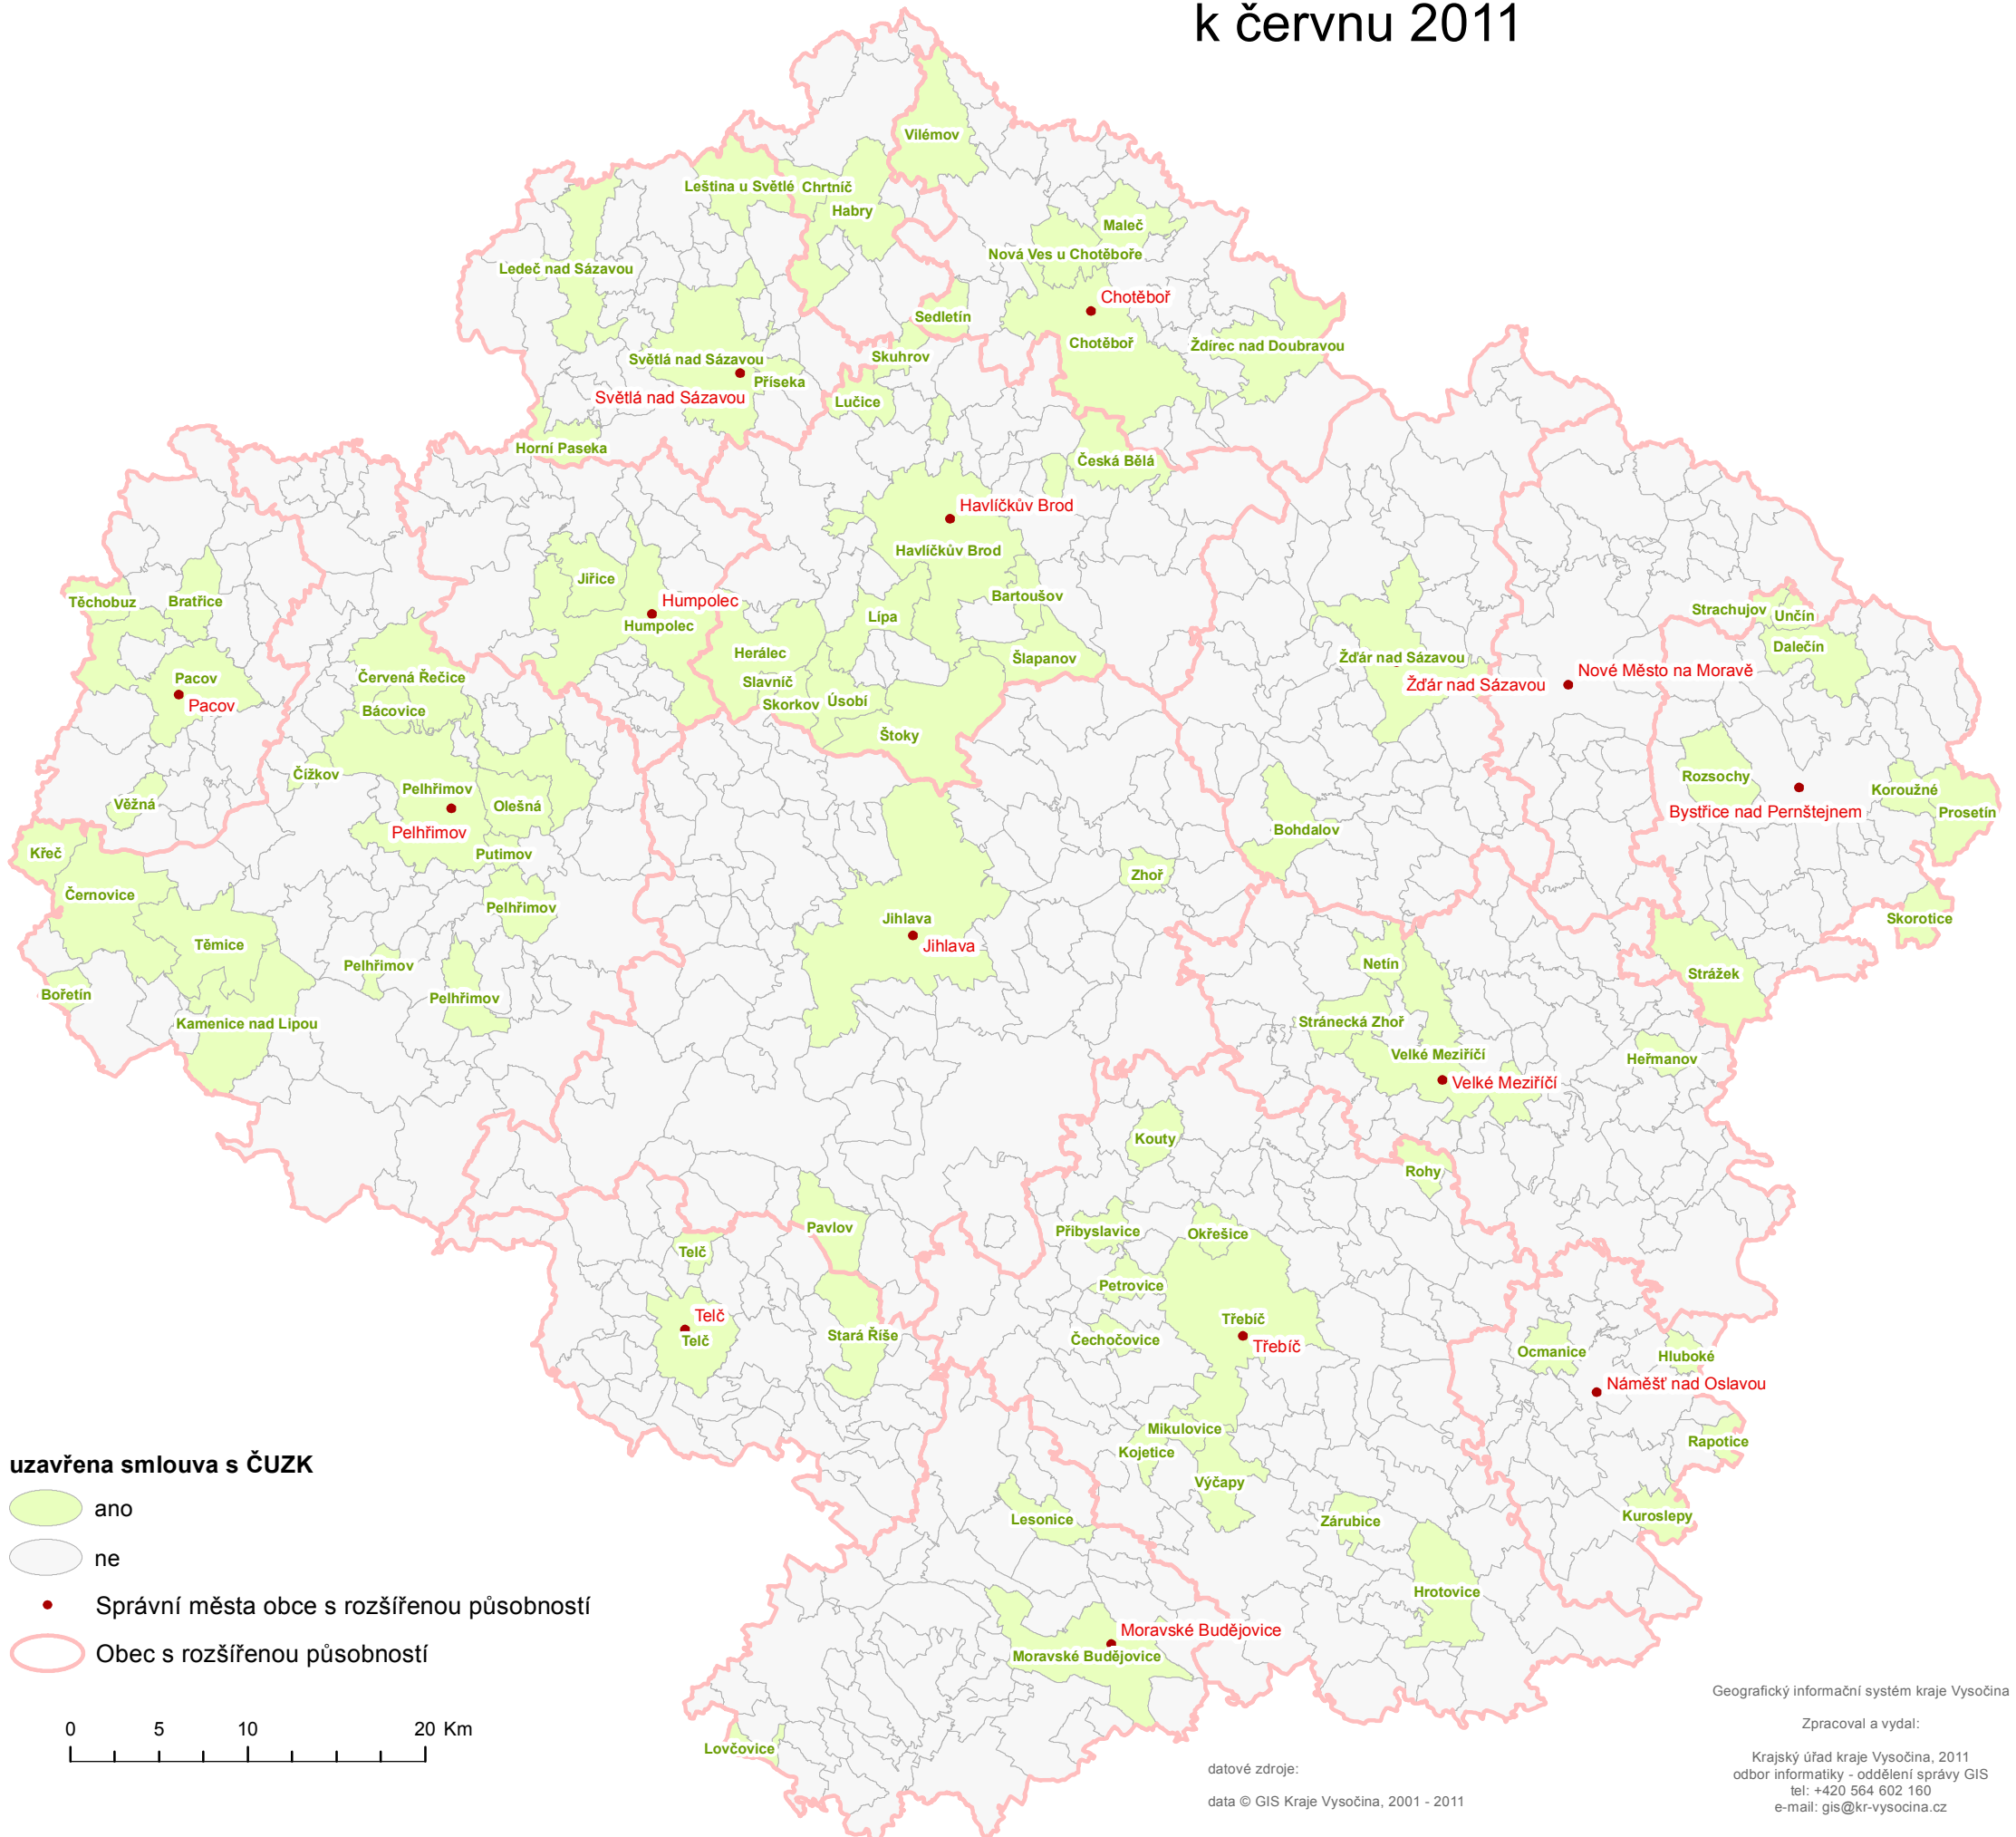 k červnu 2011
Vilémov
Leština u Světlé
Chrtníč
Habry
Maleč
Nová Ves u Chotěboře
Ledeč nad Sázavou
Chotěboř
Sedletín
Chotěboř
Ždírec nad Doubravou
Skuhrov
Světlá nad Sázavou
Příseka
Světlá nad Sázavou
Lučice
Horní Paseka
Česká Bělá
Havlíčkův Brod
Havlíčkův Brod
Jiřice
Těchobuz
Bratřice
Humpolec
Humpolec
Bartoušov
Lípa
Strachujov
Unčín
Dalečín
Herálec
Šlapanov
Žďár nad Sázavou
Žďár nad Sázavou
Nové Město na Moravě
Pacov
Pacov
Červená Řečice
Slavníč
Bácovice
Skorkov
Úsobí
Štoky
Čížkov
Pelhřimov
Olešná
Rozsochy
Koroužné
Prosetín
Bystřice nad Pernštejnem
Věžná
Pelhřimov
Bohdalov
Křeč
Putimov
Zhoř
Černovice
Pelhřimov
Jihlava
Jihlava
Skorotice
Těmice
Pelhřimov
Netín
Strážek
Bořetín
Pelhřimov
Kamenice nad Lipou
Stránecká Zhoř
Velké Meziříčí
Heřmanov
Velké Meziříčí
Kouty
Rohy
Pavlov
Přibyslavice
Okřešice
Telč
Petrovice
Telč
Telč
Stará Říše
Čechočovice
Třebíč
Třebíč
Ocmanice
Hluboké
Náměšť nad Oslavou
Mikulovice
Kojetice
Rapotice
Výčapy
Lesonice
Zárubice
Kuroslepy
Hrotovice
Moravské Budějovice
Moravské Budějovice
Lovčovice
uzavřena smlouva s ČUZK
ano
ne
Správní města obce s rozšířenou působností
Obec s rozšířenou působností
0 5 10 20 Km
datové zdroje:
data © GIS Kraje Vysočina, 2001 - 2011
Geografický informační systém kraje Vysočina
Zpracoval a vydal:
Krajský úřad kraje Vysočina, 2011
odbor informatiky - oddělení správy GIS
tel: +420 564 602 160
e-mail: gis@kr-vysocina.cz